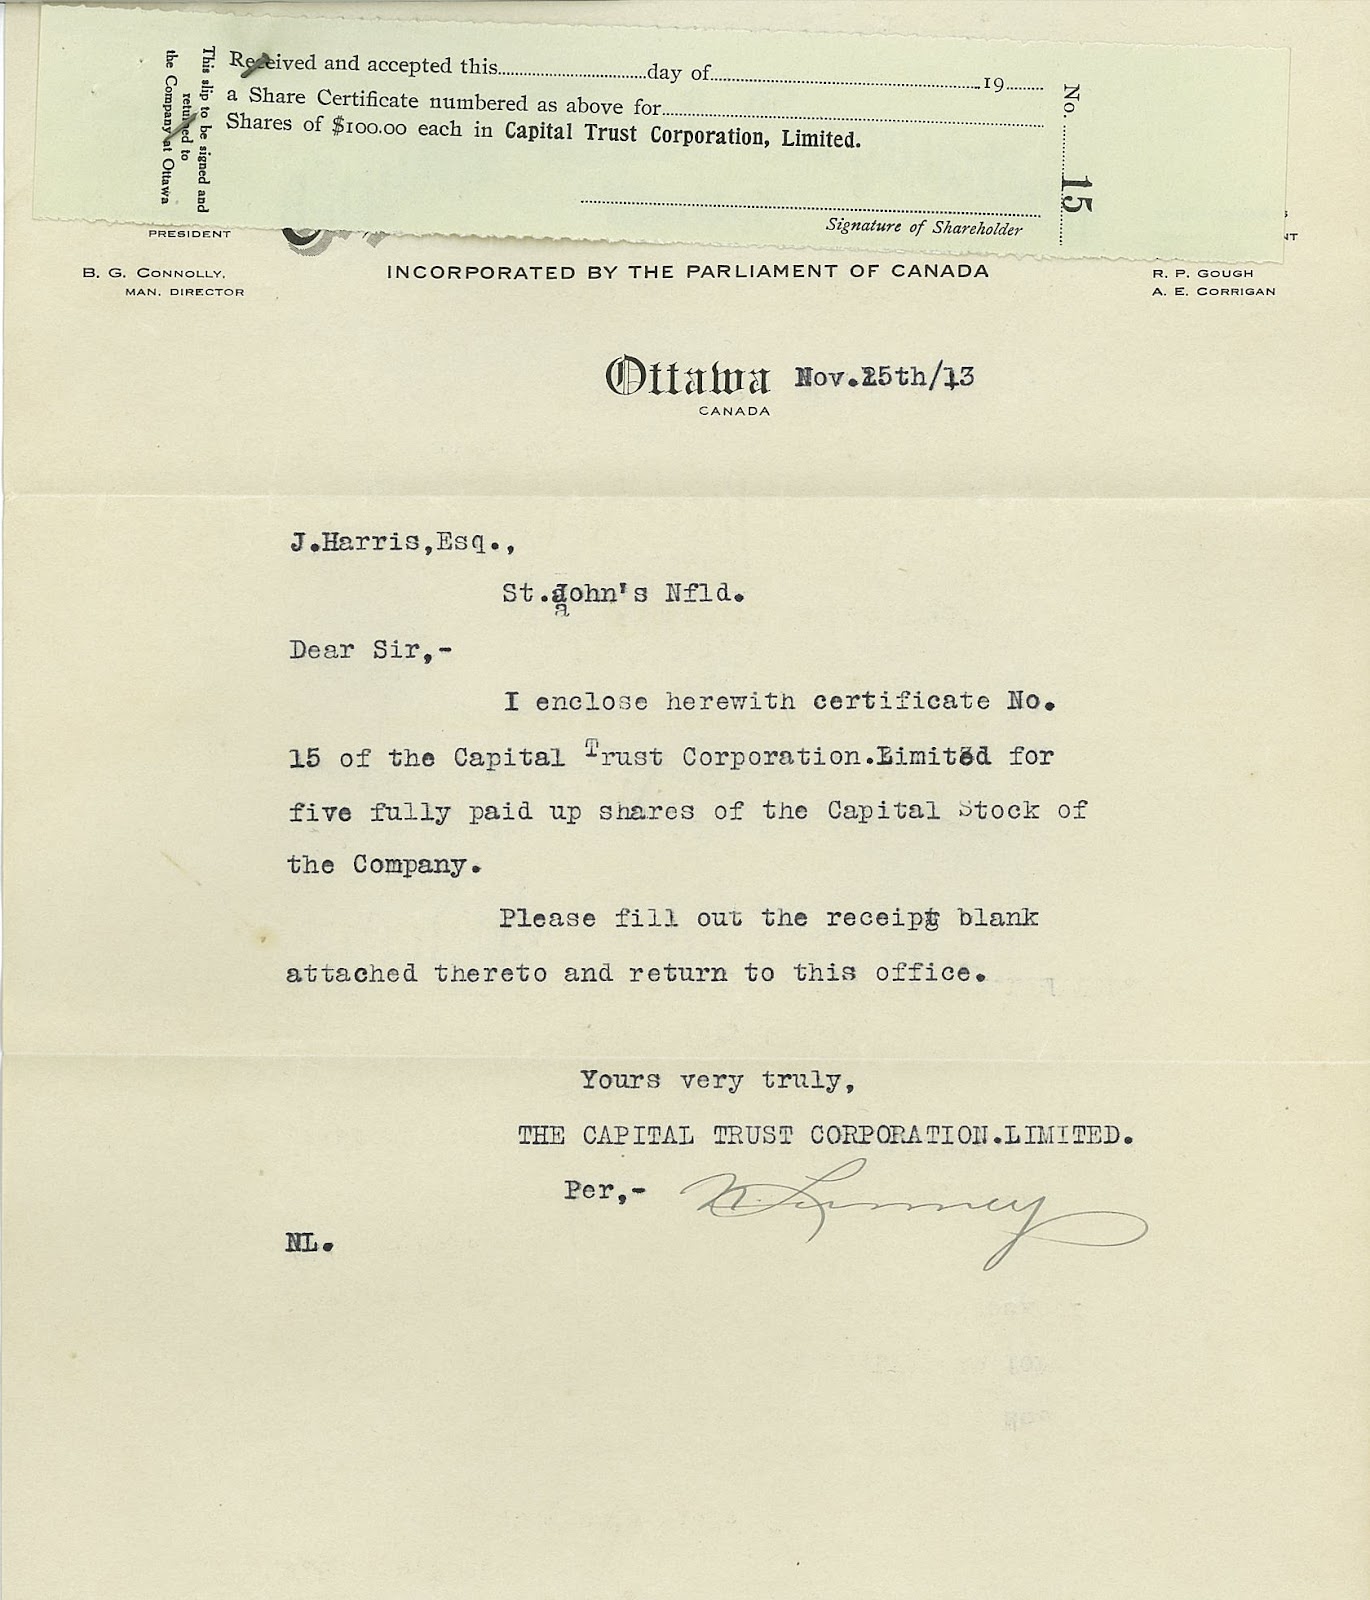 Received and accepted this..............................day of......................................................19........
a Share Certificate numbered as above for............................................................................
Shares of $100.00 each in Capital Trust Corporation, Limited.
Signature of Shareholder
This slip to be signed and
returned to
the Company at Ottawa
No. 15
PRESIDENT
B. G. CONNOLLY,
MAN. DIRECTOR
INCORPORATED BY THE PARLIAMENT OF CANADA
R. P. GOUGH
A. E. CORRIGAN
Ottawa Nov.25th/13
CANADA
J.Harris,Esq.,
St.John's Nfld.
Dear Sir,-
I enclose herewith certificate No.
15 of the Capital Trust Corporation.Limited for
five fully paid up shares of the Capital Stock of
the Company.
Please fill out the receipt blank
attached thereto and return to this office.
Yours very truly,
THE CAPITAL TRUST CORPORATION.LIMITED.
Per,-
NL.